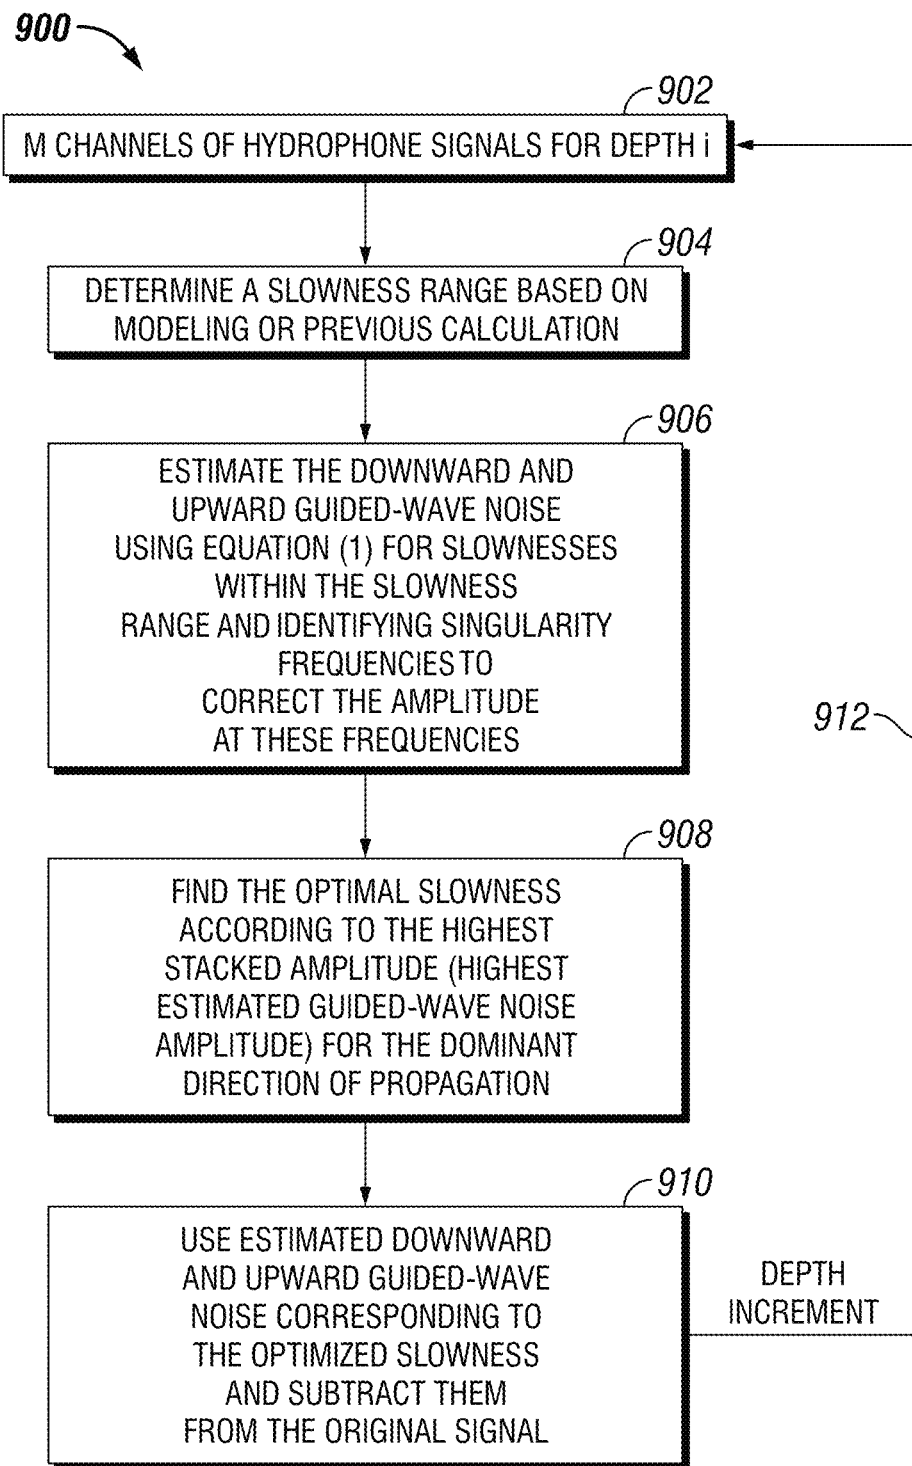 900
902
M CHANNELS OF HYDROPHONE SIGNALS FOR DEPTH i
904
DETERMINE A SLOWNESS RANGE BASED ON
MODELING OR PREVIOUS CALCULATION
906
ESTIMATE THE DOWNWARD AND
UPWARD GUIDED-WAVE NOISE
USING EQUATION (1) FOR SLOWNESSES
WITHIN THE SLOWNESS
RANGE AND IDENTIFYING SINGULARITY
FREQUENCIES TO
CORRECT THE AMPLITUDE
AT THESE FREQUENCIES
912
908
FIND THE OPTIMAL SLOWNESS
ACCORDING TO THE HIGHEST
STACKED AMPLITUDE (HIGHEST
ESTIMATED GUIDED-WAVE NOISE
AMPLITUDE) FOR THE DOMINANT
DIRECTION OF PROPAGATION
910
USE ESTIMATED DOWNWARD
AND UPWARD GUIDED-WAVE
NOISE CORRESPONDING TO
THE OPTIMIZED SLOWNESS
AND SUBTRACT THEM
FROM THE ORIGINAL SIGNAL
DEPTH
INCREMENT